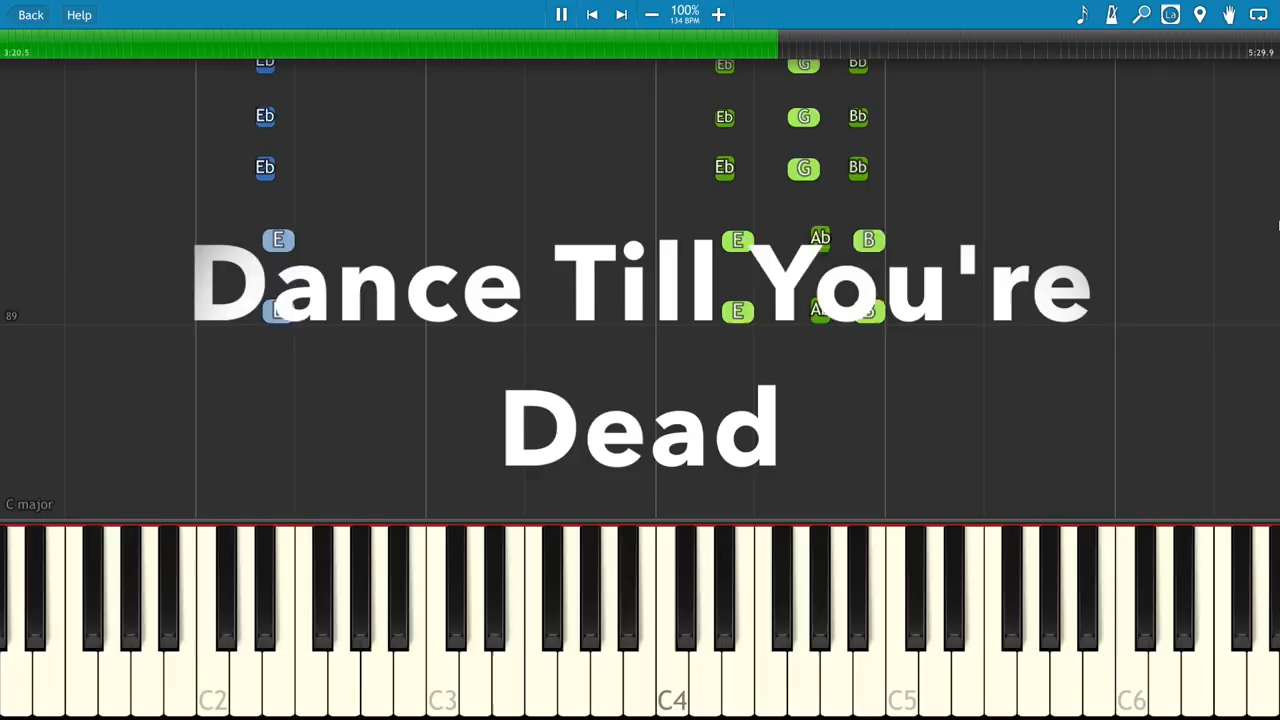 Back Help 100% 134 BPM La
3:20.5 5:29.9
Eb Eb G Bb
Eb Eb G Bb
Eb Eb G Bb
E E Ab B
Dance Till You're
89 E
Dead
C major
C2 C3 C4 C5 C6